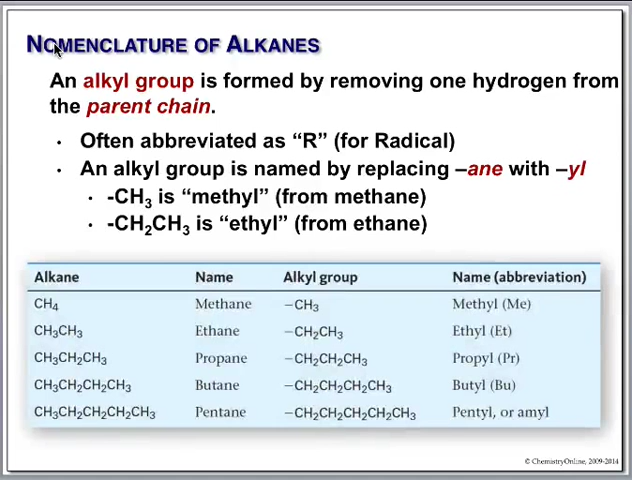 NOMENCLATURE OF ALKANES
An alkyl group is formed by removing one hydrogen from
the parent chain.
• Often abbreviated as “R” (for Radical)
• An alkyl group is named by replacing –ane with –yl
• -CH3 is “methyl” (from methane)
• -CH2CH3 is “ethyl” (from ethane)
Alkane Name Alkyl group Name (abbreviation)
CH4 Methane –CH3 Methyl (Me)
CH3CH3 Ethane –CH2CH3 Ethyl (Et)
CH3CH2CH3 Propane –CH2CH2CH3 Propyl (Pr)
CH3CH2CH2CH3 Butane –CH2CH2CH2CH3 Butyl (Bu)
CH3CH2CH2CH2CH3 Pentane –CH2CH2CH2CH2CH3 Pentyl, or amyl
© ChemistryOnline, 2009-2014